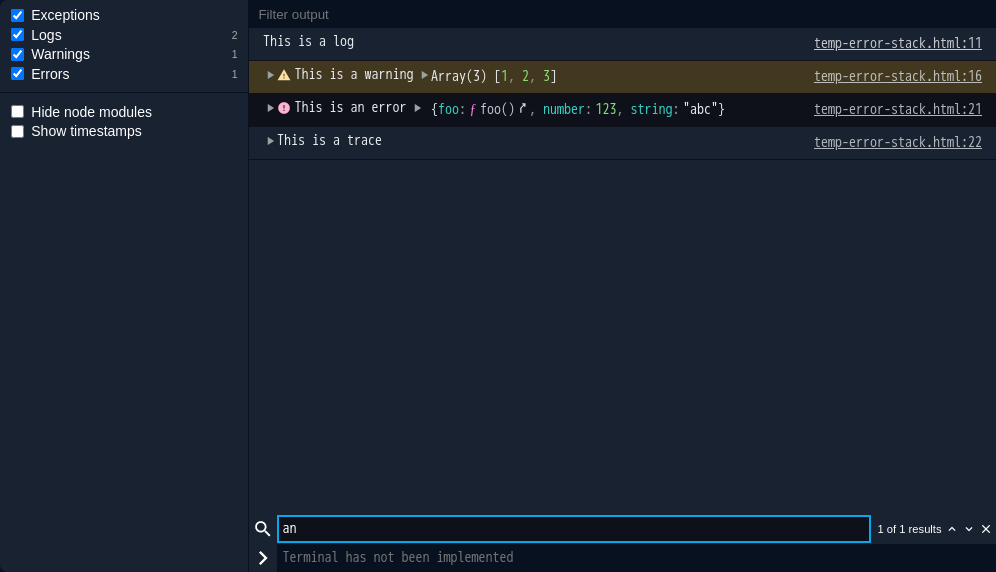 Exceptions
Logs 2
Warnings 1
Errors 1
Hide node modules
Show timestamps
Filter output
This is a log temp-error-stack.html:11
This is a warning Array(3) [1, 2, 3] temp-error-stack.html:16
This is an error {foo: ƒ foo(), number: 123, string: "abc"} temp-error-stack.html:21
This is a trace temp-error-stack.html:22
an 1 of 1 results
Terminal has not been implemented